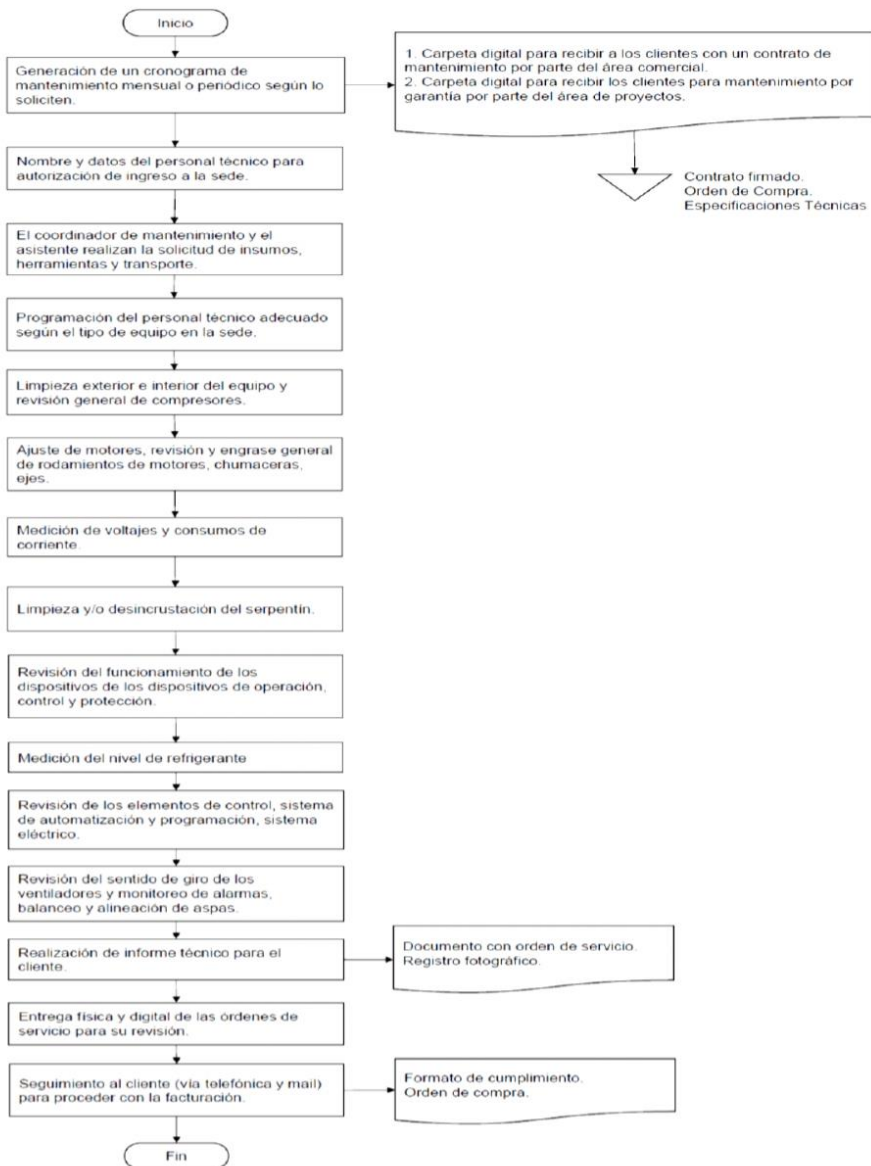 Inicio
Generación de un cronograma de
mantenimiento mensual o periódico según lo
soliciten.
1. Carpeta digital para recibir a los clientes con un contrato de
mantenimiento por parte del área comercial.
2. Carpeta digital para recibir los clientes para mantenimiento por
garantía por parte del área de proyectos.
Contrato firmado.
Orden de Compra.
Especificaciones Técnicas
Nombre y datos del personal técnico para
autorización de ingreso a la sede.
El coordinador de mantenimiento y el
asistente realizan la solicitud de insumos,
herramientas y transporte.
Programación del personal técnico adecuado
según el tipo de equipo en la sede.
Limpieza exterior e interior del equipo y
revisión general de compresores.
Ajuste de motores, revisión y engrase general
de rodamientos de motores, chumaceras,
ejes.
Medición de voltajes y consumos de
corriente.
Limpieza y/o desincrustación del serpentín.
Revisión del funcionamiento de los
dispositivos de los dispositivos de operación,
control y protección.
Medición del nivel de refrigerante
Revisión de los elementos de control, sistema
de automatización y programación, sistema
eléctrico.
Revisión del sentido de giro de los
ventiladores y monitoreo de alarmas,
balanceo y alineación de aspas.
Realización de informe técnico para el
cliente.
Documento con orden de servicio.
Registro fotográfico.
Entrega física y digital de las órdenes de
servicio para su revisión.
Seguimiento al cliente (vía telefónica y mail)
para proceder con la facturación.
Formato de cumplimiento.
Orden de compra.
Fin